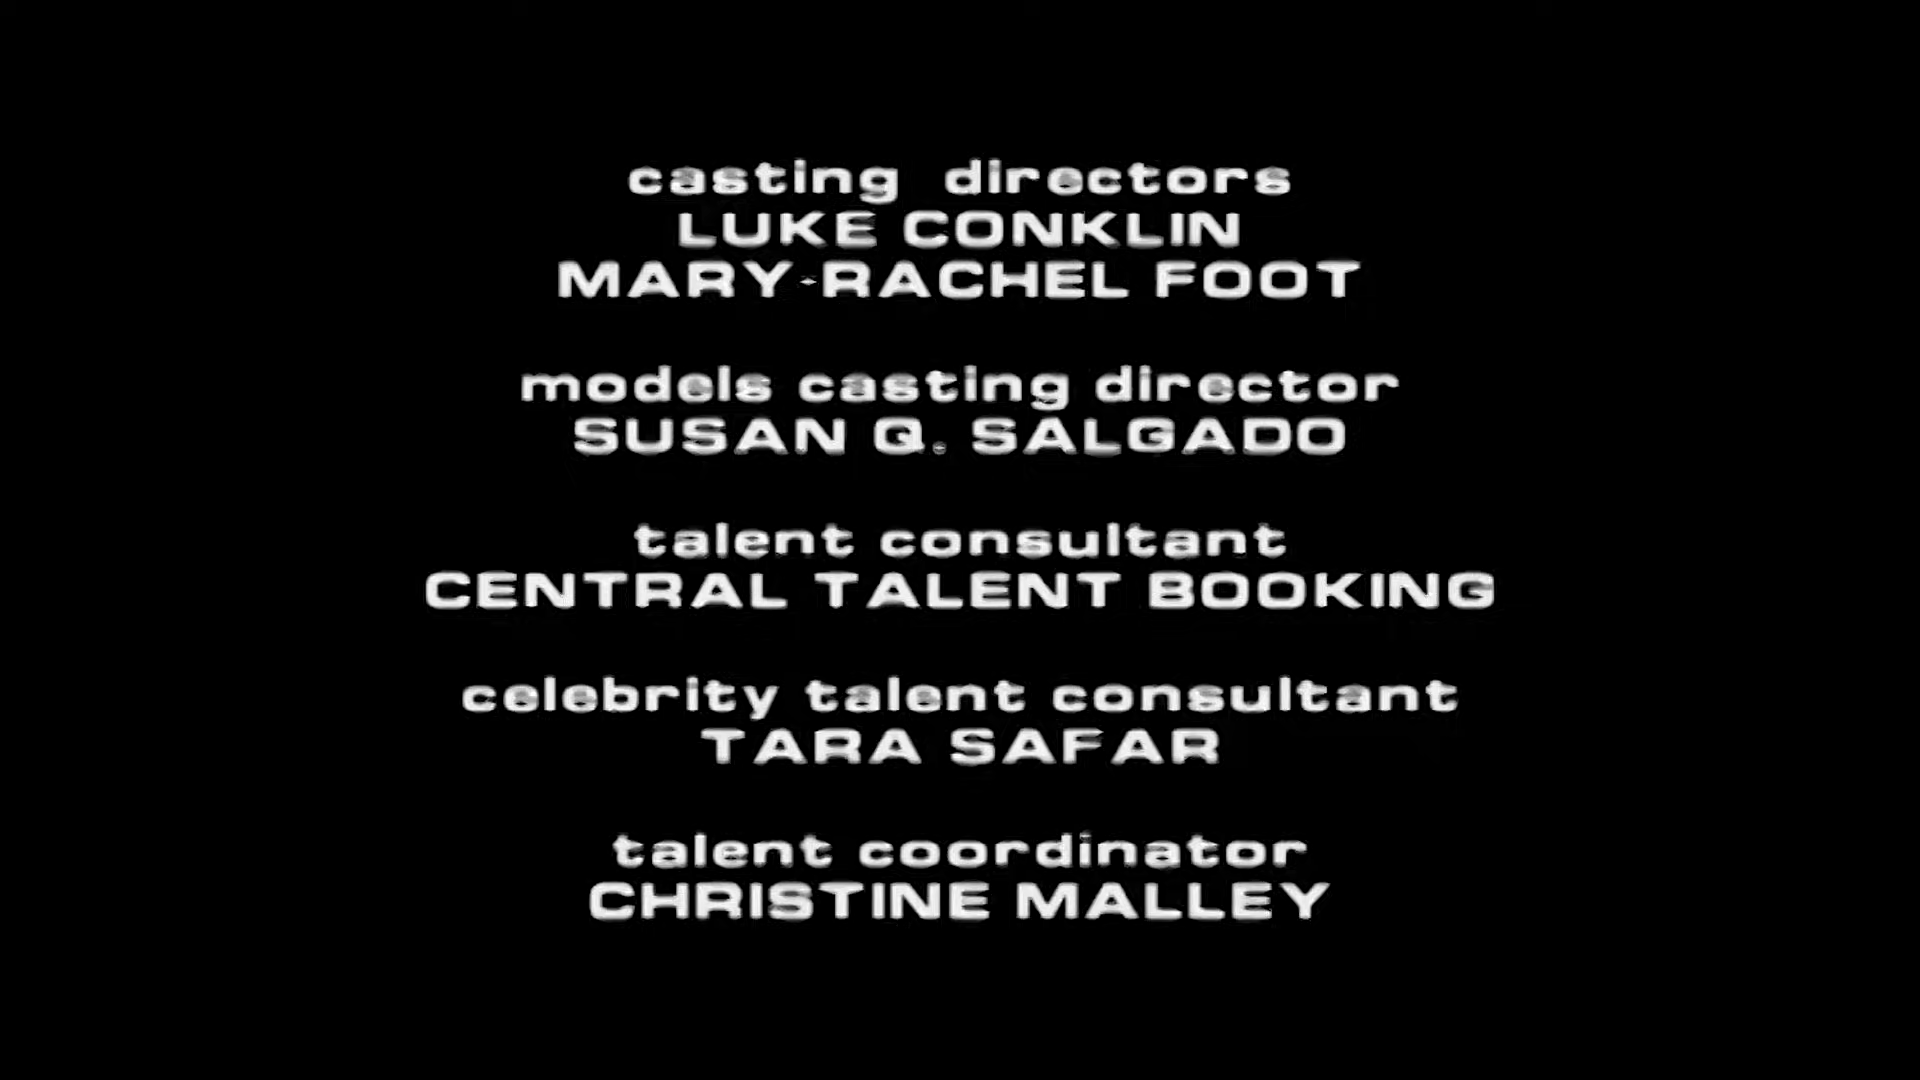 casting directors
LUKE CONKLIN
MARY-RACHEL FOOT
models casting director
SUSAN Q. SALGADO
talent consultant
CENTRAL TALENT BOOKING
celebrity talent consultant
TARA SAFAR
talent coordinator
CHRISTINE MALLEY